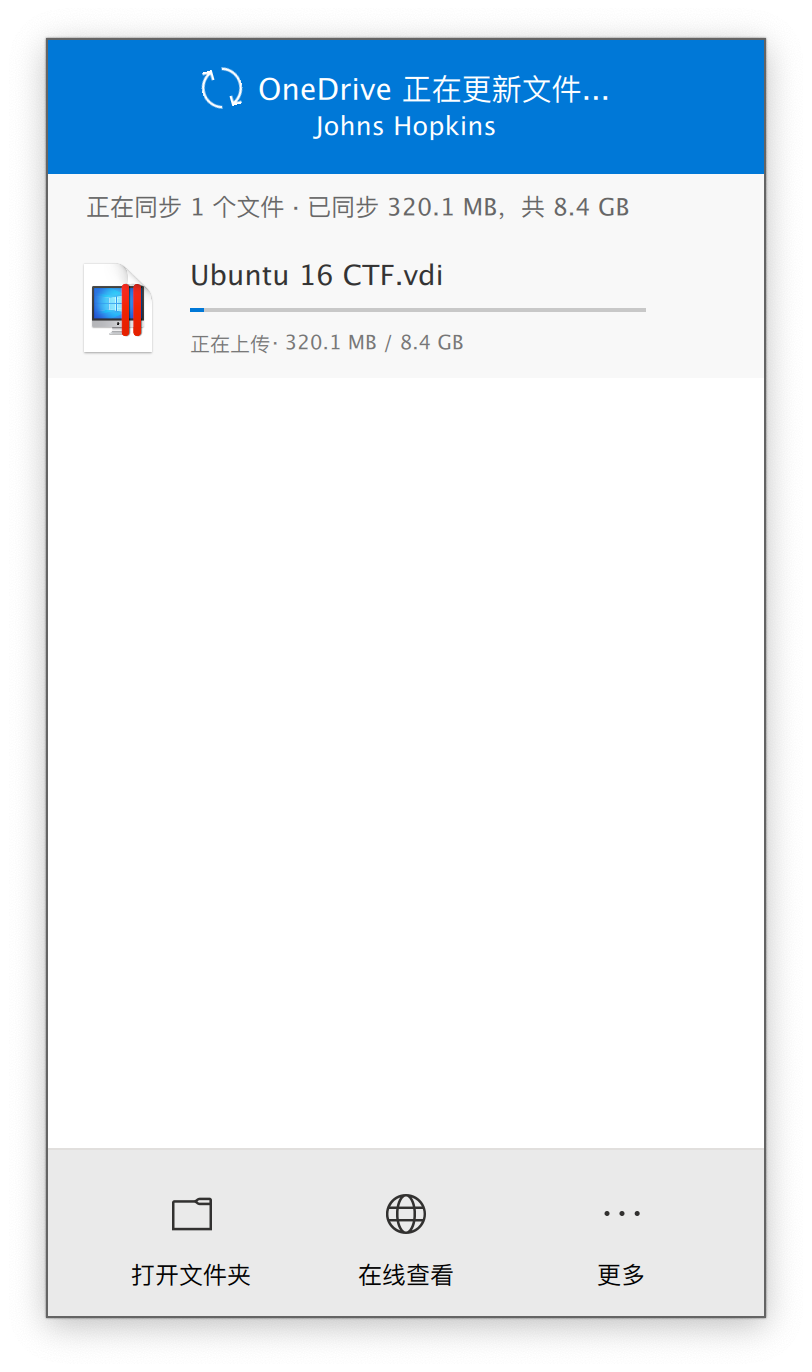 OneDrive 正在更新文件...
Johns Hopkins
正在同步 1 个文件 · 已同步 320.1 MB，共 8.4 GB
Ubuntu 16 CTF.vdi
正在上传· 320.1 MB / 8.4 GB
打开文件夹 在线查看 更多